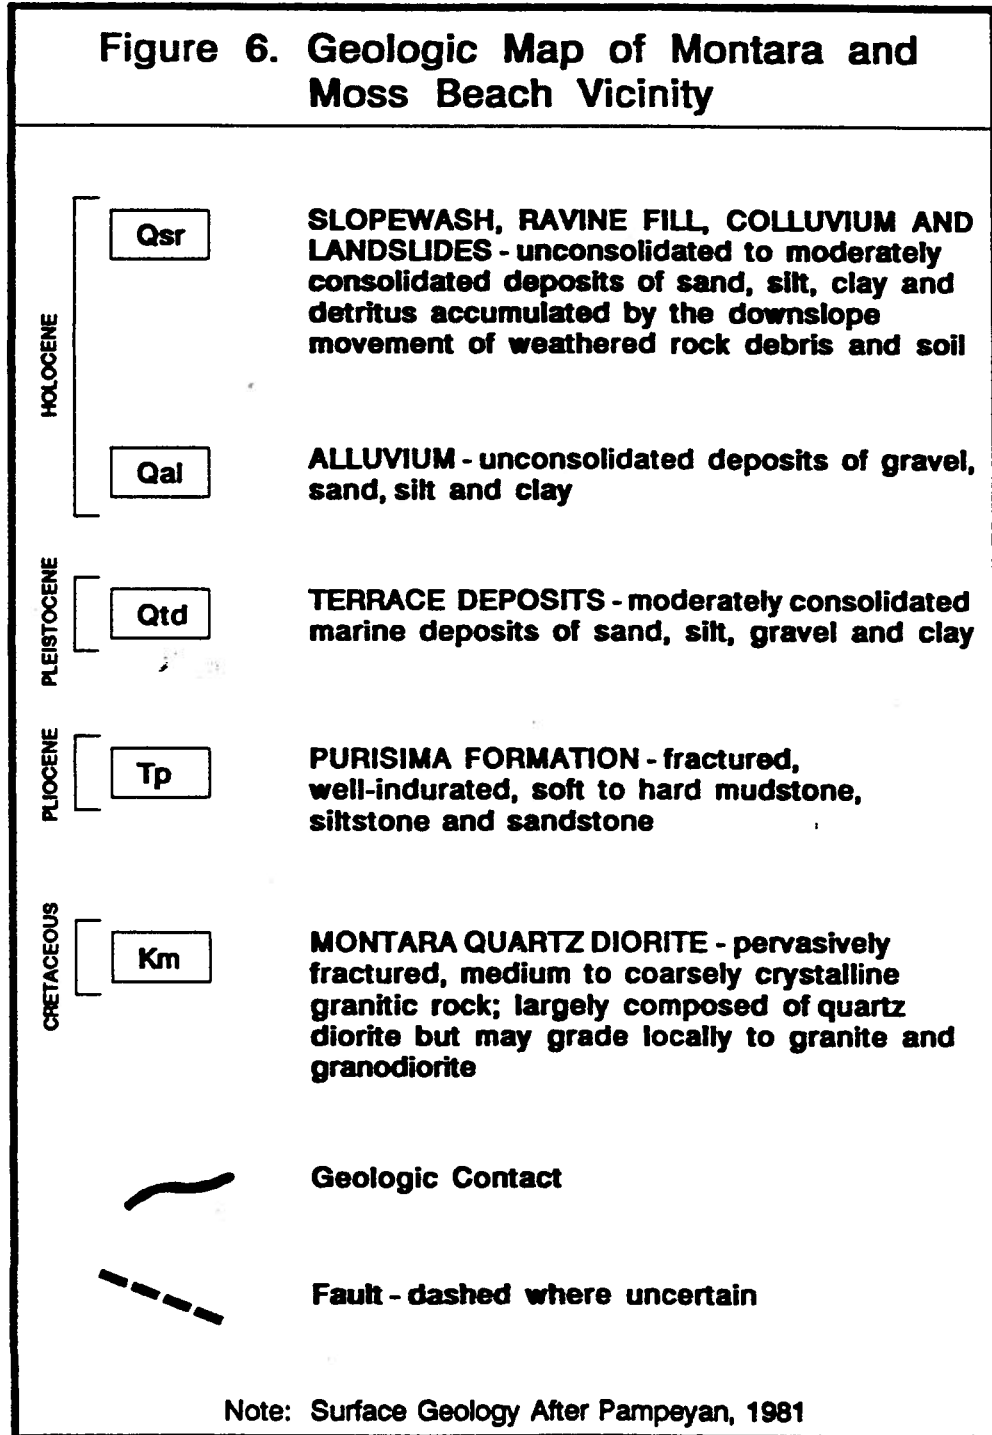 Figure 6. Geologic Map of Montara and
Moss Beach Vicinity
HOLOCENE
Qsr
SLOPEWASH, RAVINE FILL, COLLUVIUM AND
LANDSLIDES - unconsolidated to moderately
consolidated deposits of sand, silt, clay and
detritus accumulated by the downslope
movement of weathered rock debris and soil
Qal
ALLUVIUM - unconsolidated deposits of gravel,
sand, silt and clay
PLEISTOCENE
Qtd
TERRACE DEPOSITS - moderately consolidated
marine deposits of sand, silt, gravel and clay
PLIOCENE
Tp
PURISIMA FORMATION - fractured,
well-indurated, soft to hard mudstone,
siltstone and sandstone
CRETACEOUS
Km
MONTARA QUARTZ DIORITE - pervasively
fractured, medium to coarsely crystalline
granitic rock; largely composed of quartz
diorite but may grade locally to granite and
granodiorite
Geologic Contact
Fault - dashed where uncertain
Note: Surface Geology After Pampeyan, 1981